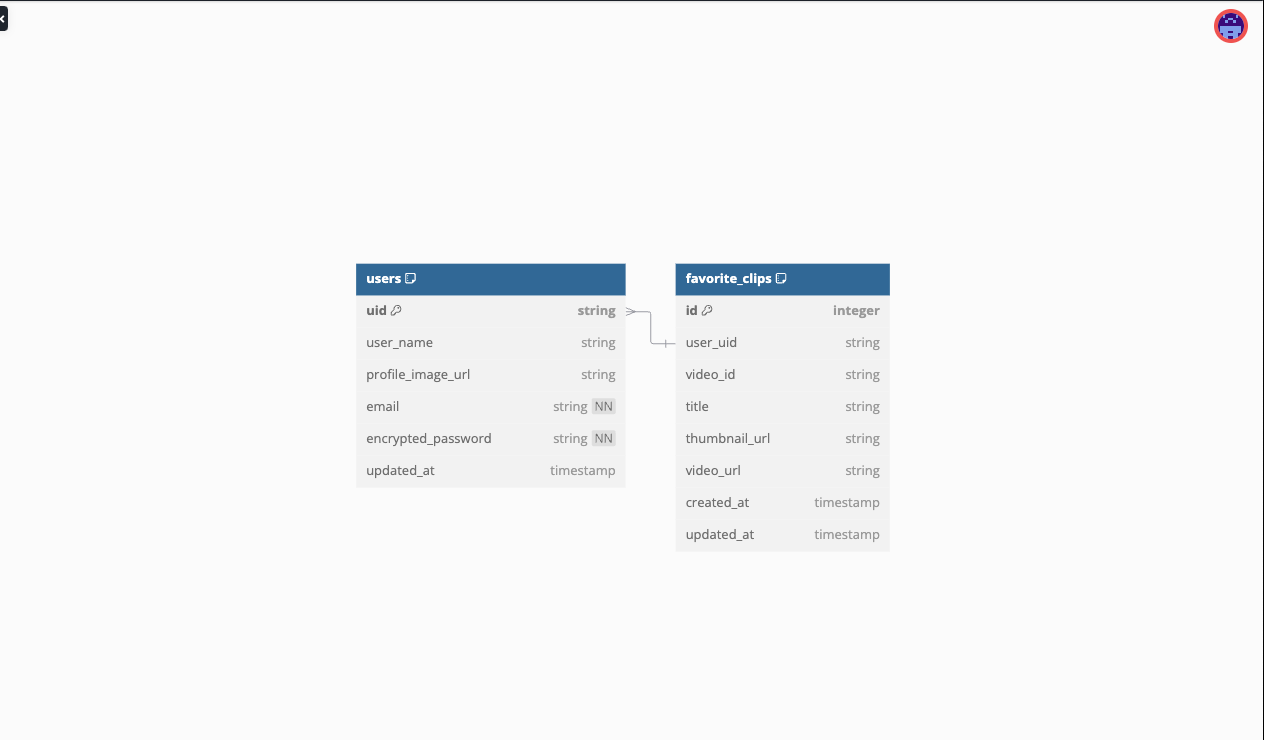 users
uid string
user_name string
profile_image_url string
email string NN
encrypted_password string NN
updated_at timestamp
favorite_clips
id integer
user_uid string
video_id string
title string
thumbnail_url string
video_url string
created_at timestamp
updated_at timestamp